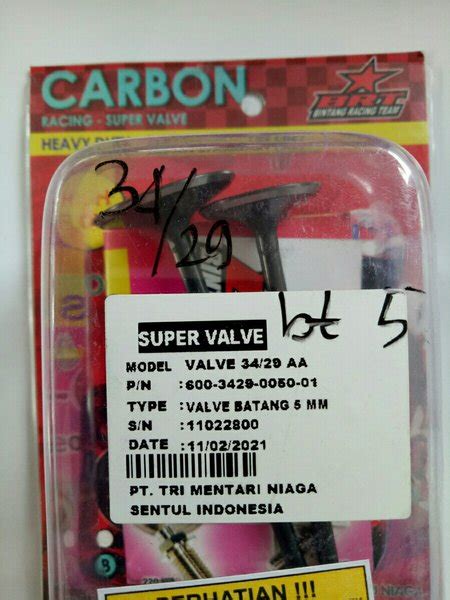 CARBON
RACING - SUPER VALVE
HEAVY
BRT
BINTANG RACING TEAM
34/29
SUPER VALVE
bt 5
MODEL VALVE 34/29 AA
P/N :600-3429-0050-01
TYPE :VALVE BATANG 5 MM
S/N :11022800
DATE :11/02/2021
PT. TRI MENTARI NIAGA
SENTUL INDONESIA
NIAGA
PERHATIAN !!!